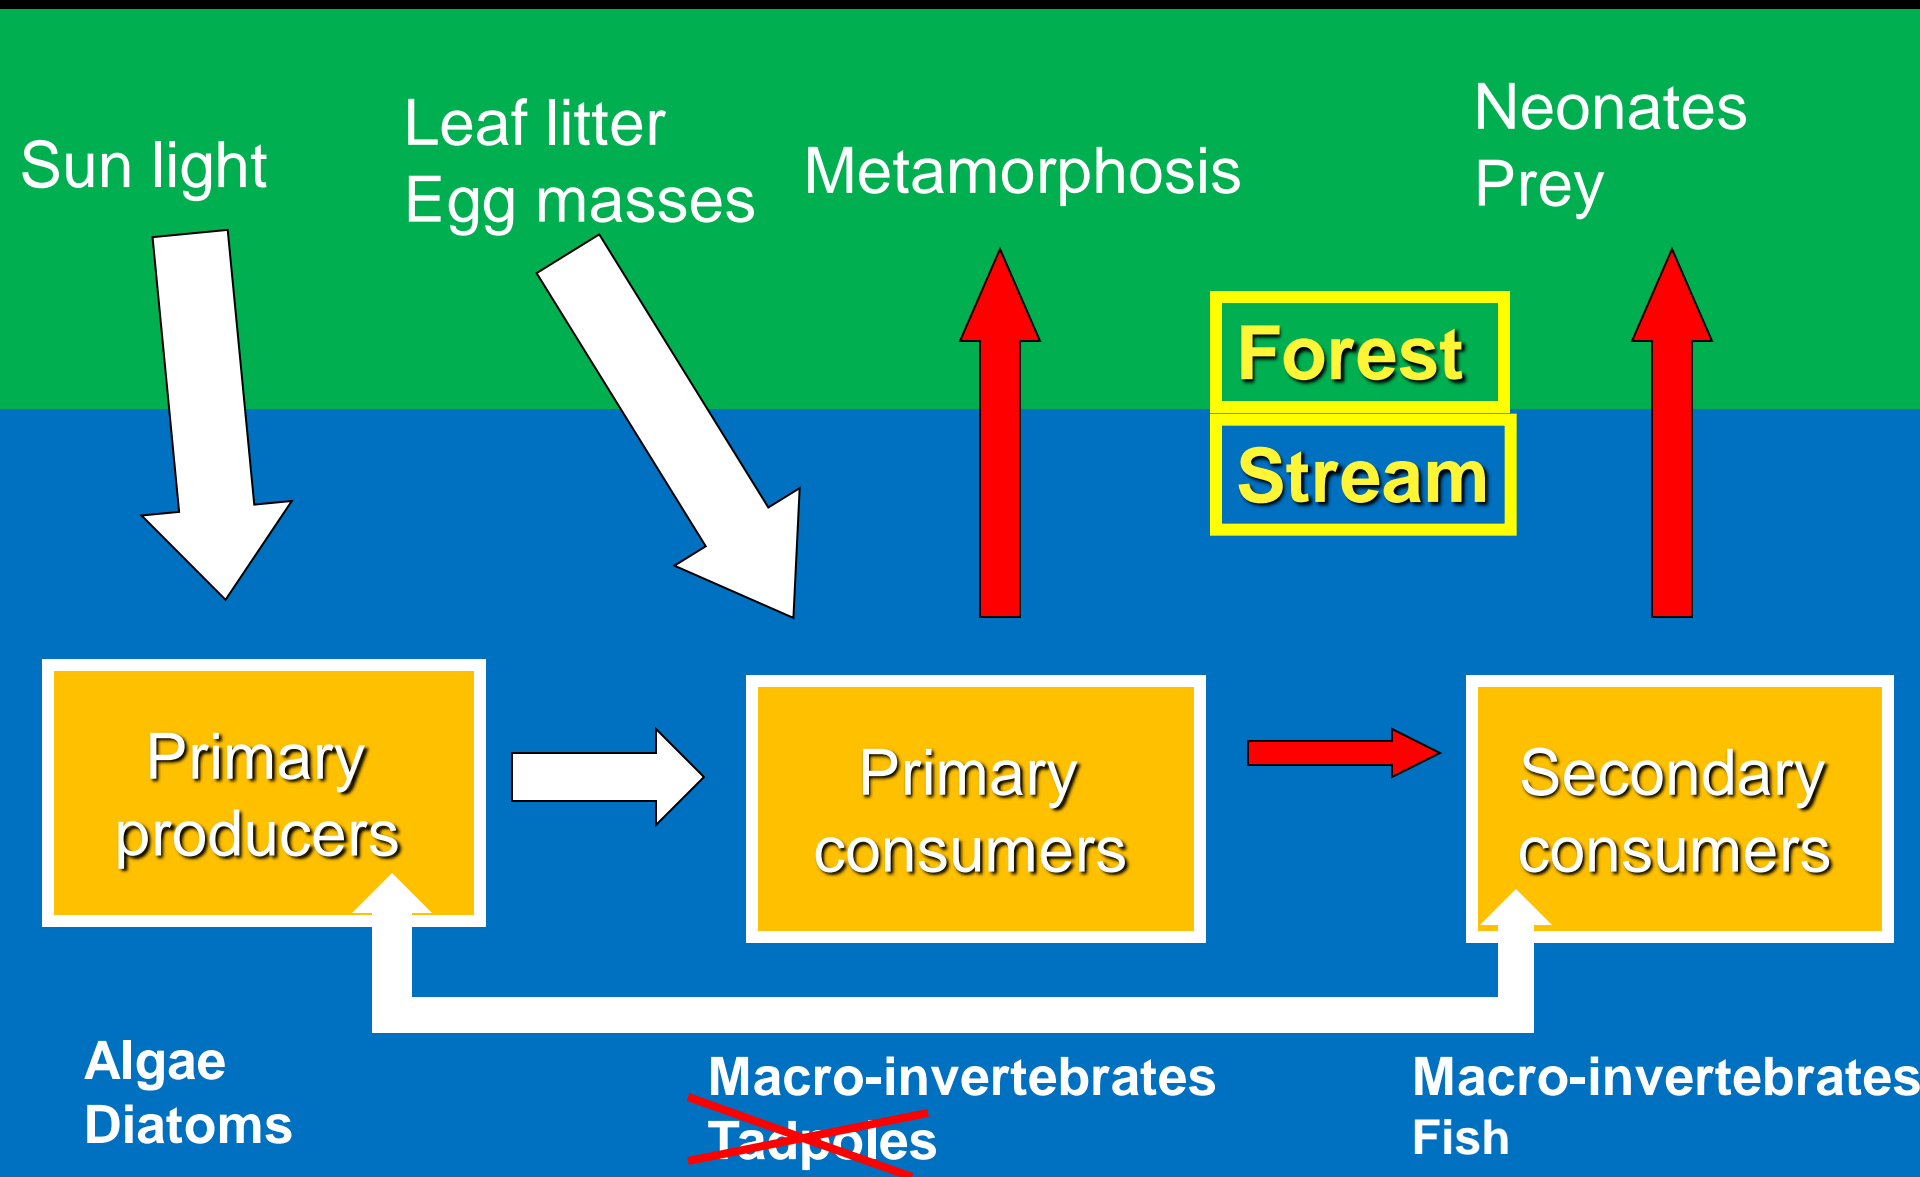 Sun light
Leaf litter
Egg masses
Metamorphosis
Neonates
Prey
Forest
Stream
Primary
producers
Primary
consumers
Secondary
consumers
Algae
Diatoms
Macro-invertebrates
Tadpoles
Macro-invertebrates
Fish